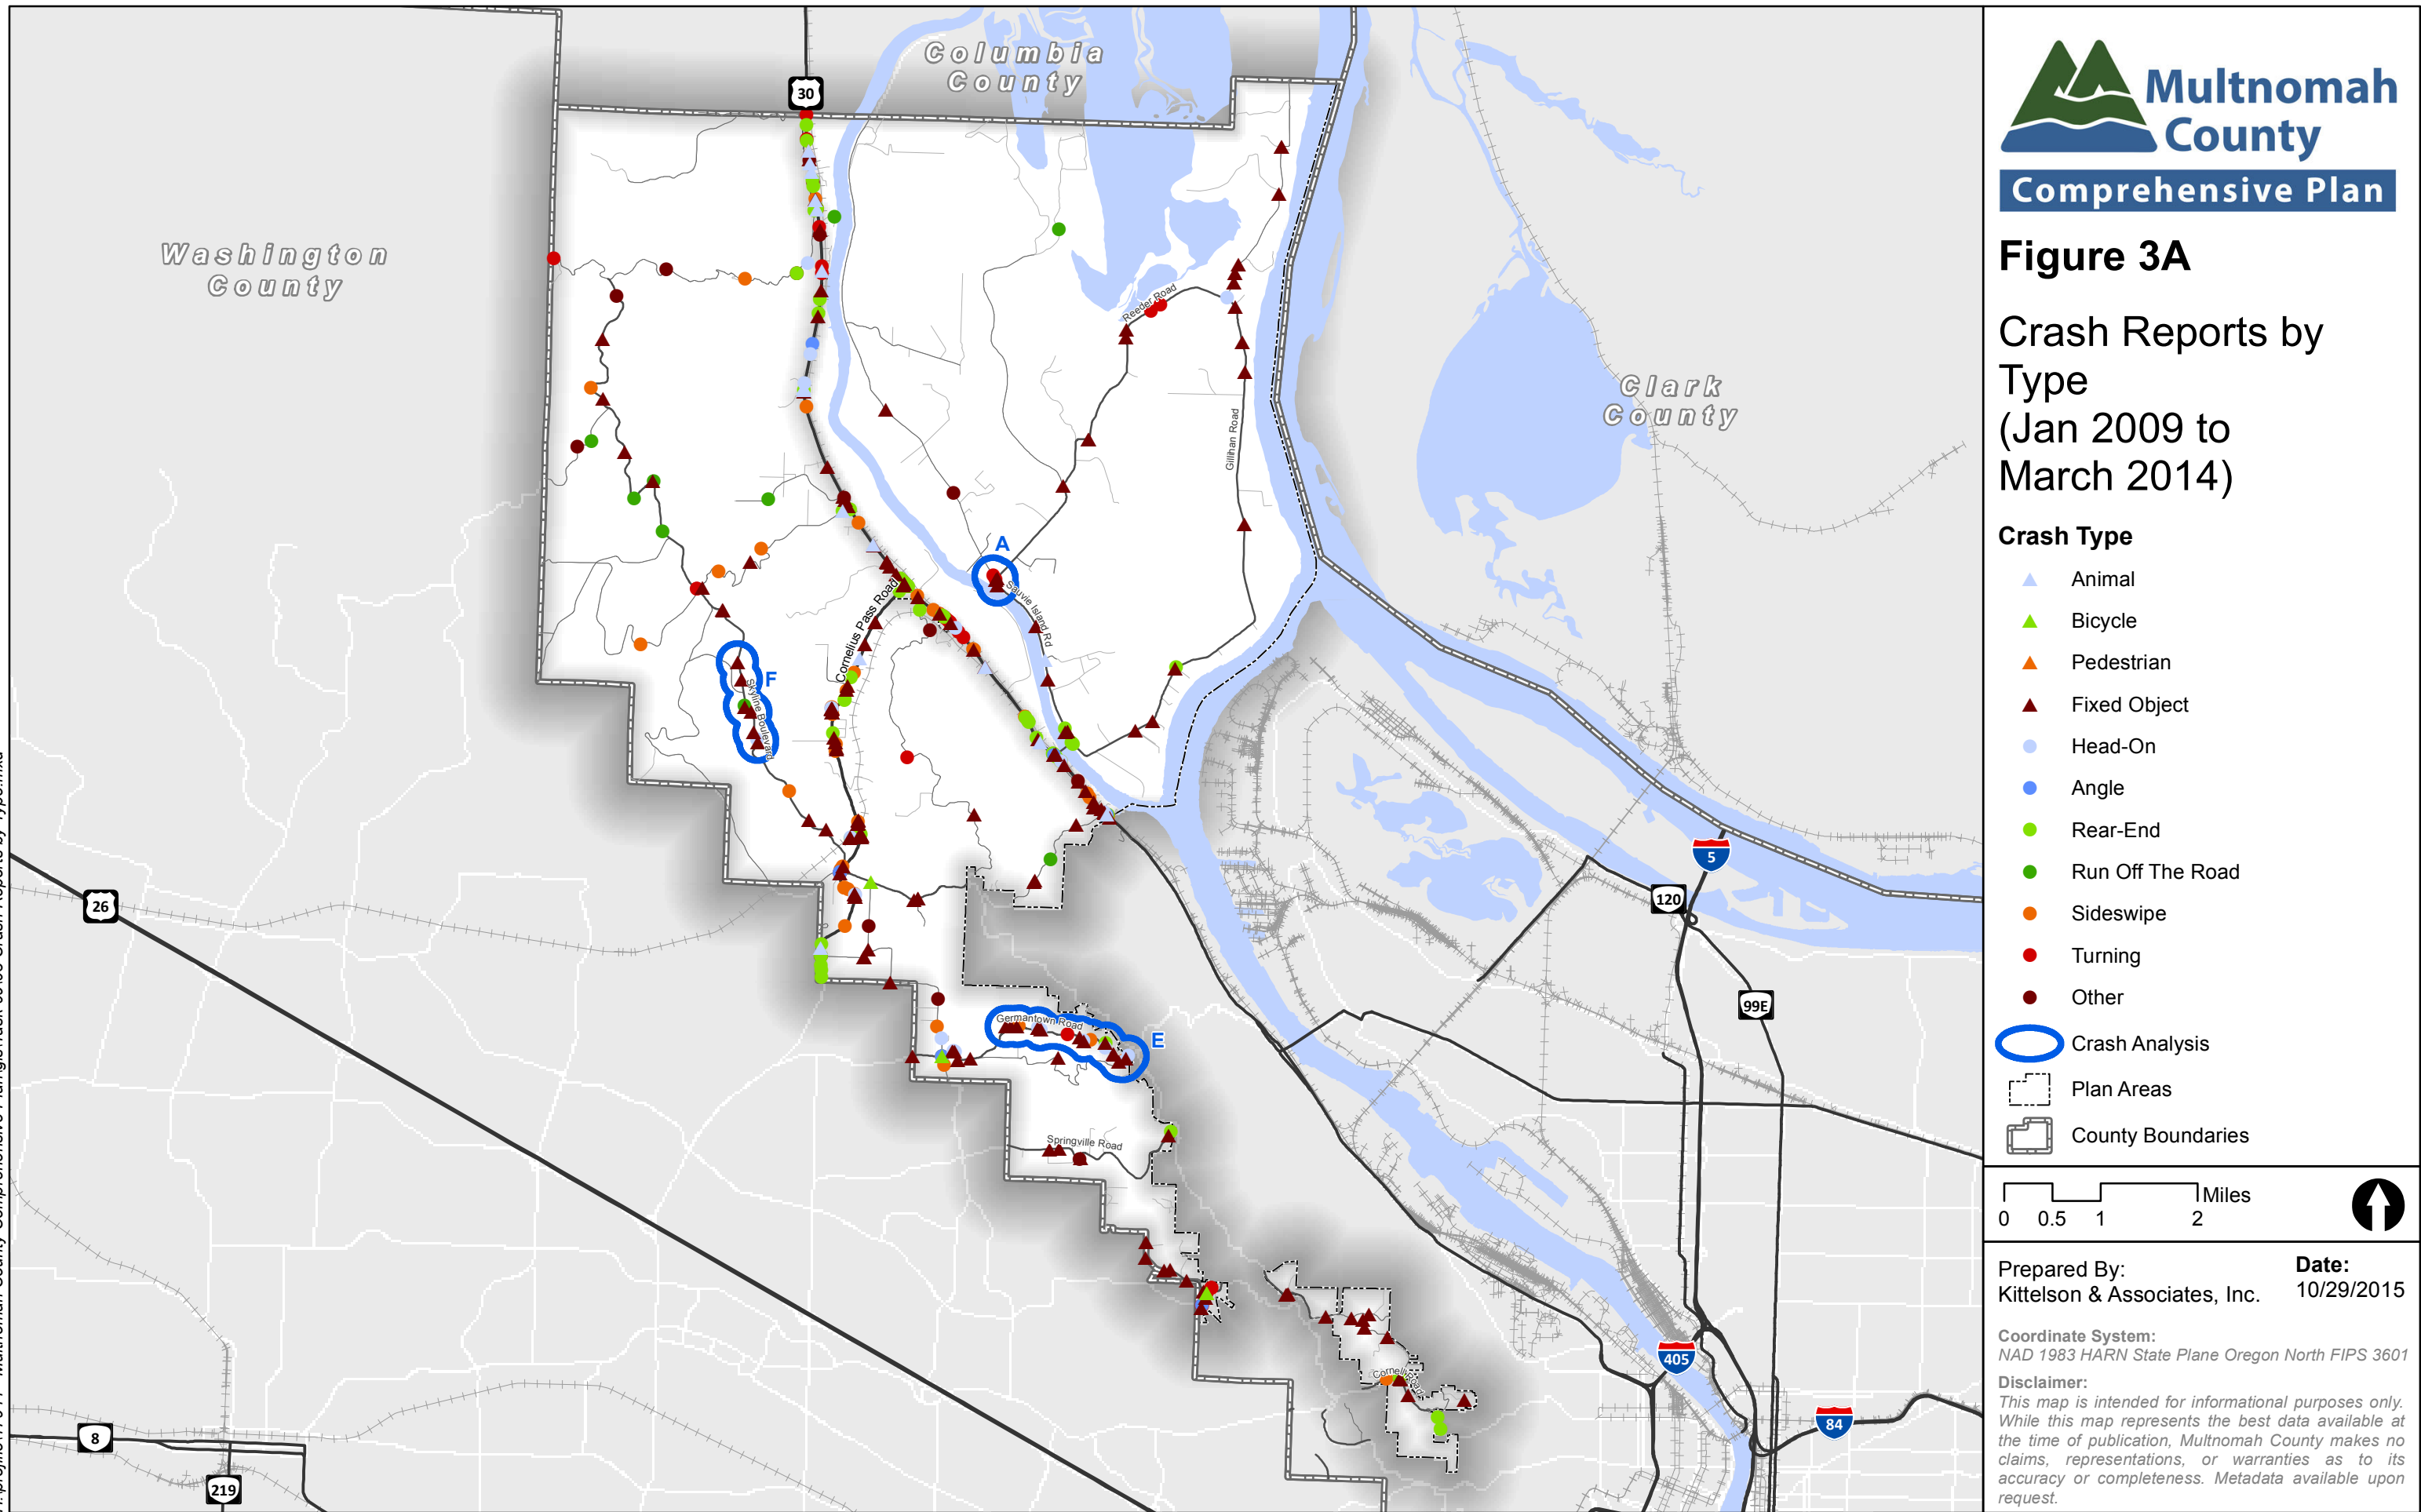 Columbia
County
30
Washington
County
Reeder Road
Clark
County
Gillihan Road
A
Sauvie Island Rd
Cornelius Pass Road
F
Skyline Boulevard
26
5
120
99E
Germantown Road
E
Springville Road
405
Cornell Road
84
8
219
Multnomah
County
Comprehensive Plan
Figure 3A
Crash Reports by
Type
(Jan 2009 to
March 2014)
Crash Type
Animal
Bicycle
Pedestrian
Fixed Object
Head-On
Angle
Rear-End
Run Off The Road
Sideswipe
Turning
Other
Crash Analysis
Plan Areas
County Boundaries
Miles
0 0.5 1 2
Prepared By:
Kittelson & Associates, Inc.
Date:
10/29/2015
Coordinate System:
NAD 1983 HARN State Plane Oregon North FIPS 3601
Disclaimer:
This map is intended for informational purposes only.
While this map represents the best data available at
the time of publication, Multnomah County makes no
claims, representations, or warranties as to its
accuracy or completeness. Metadata available upon
request.